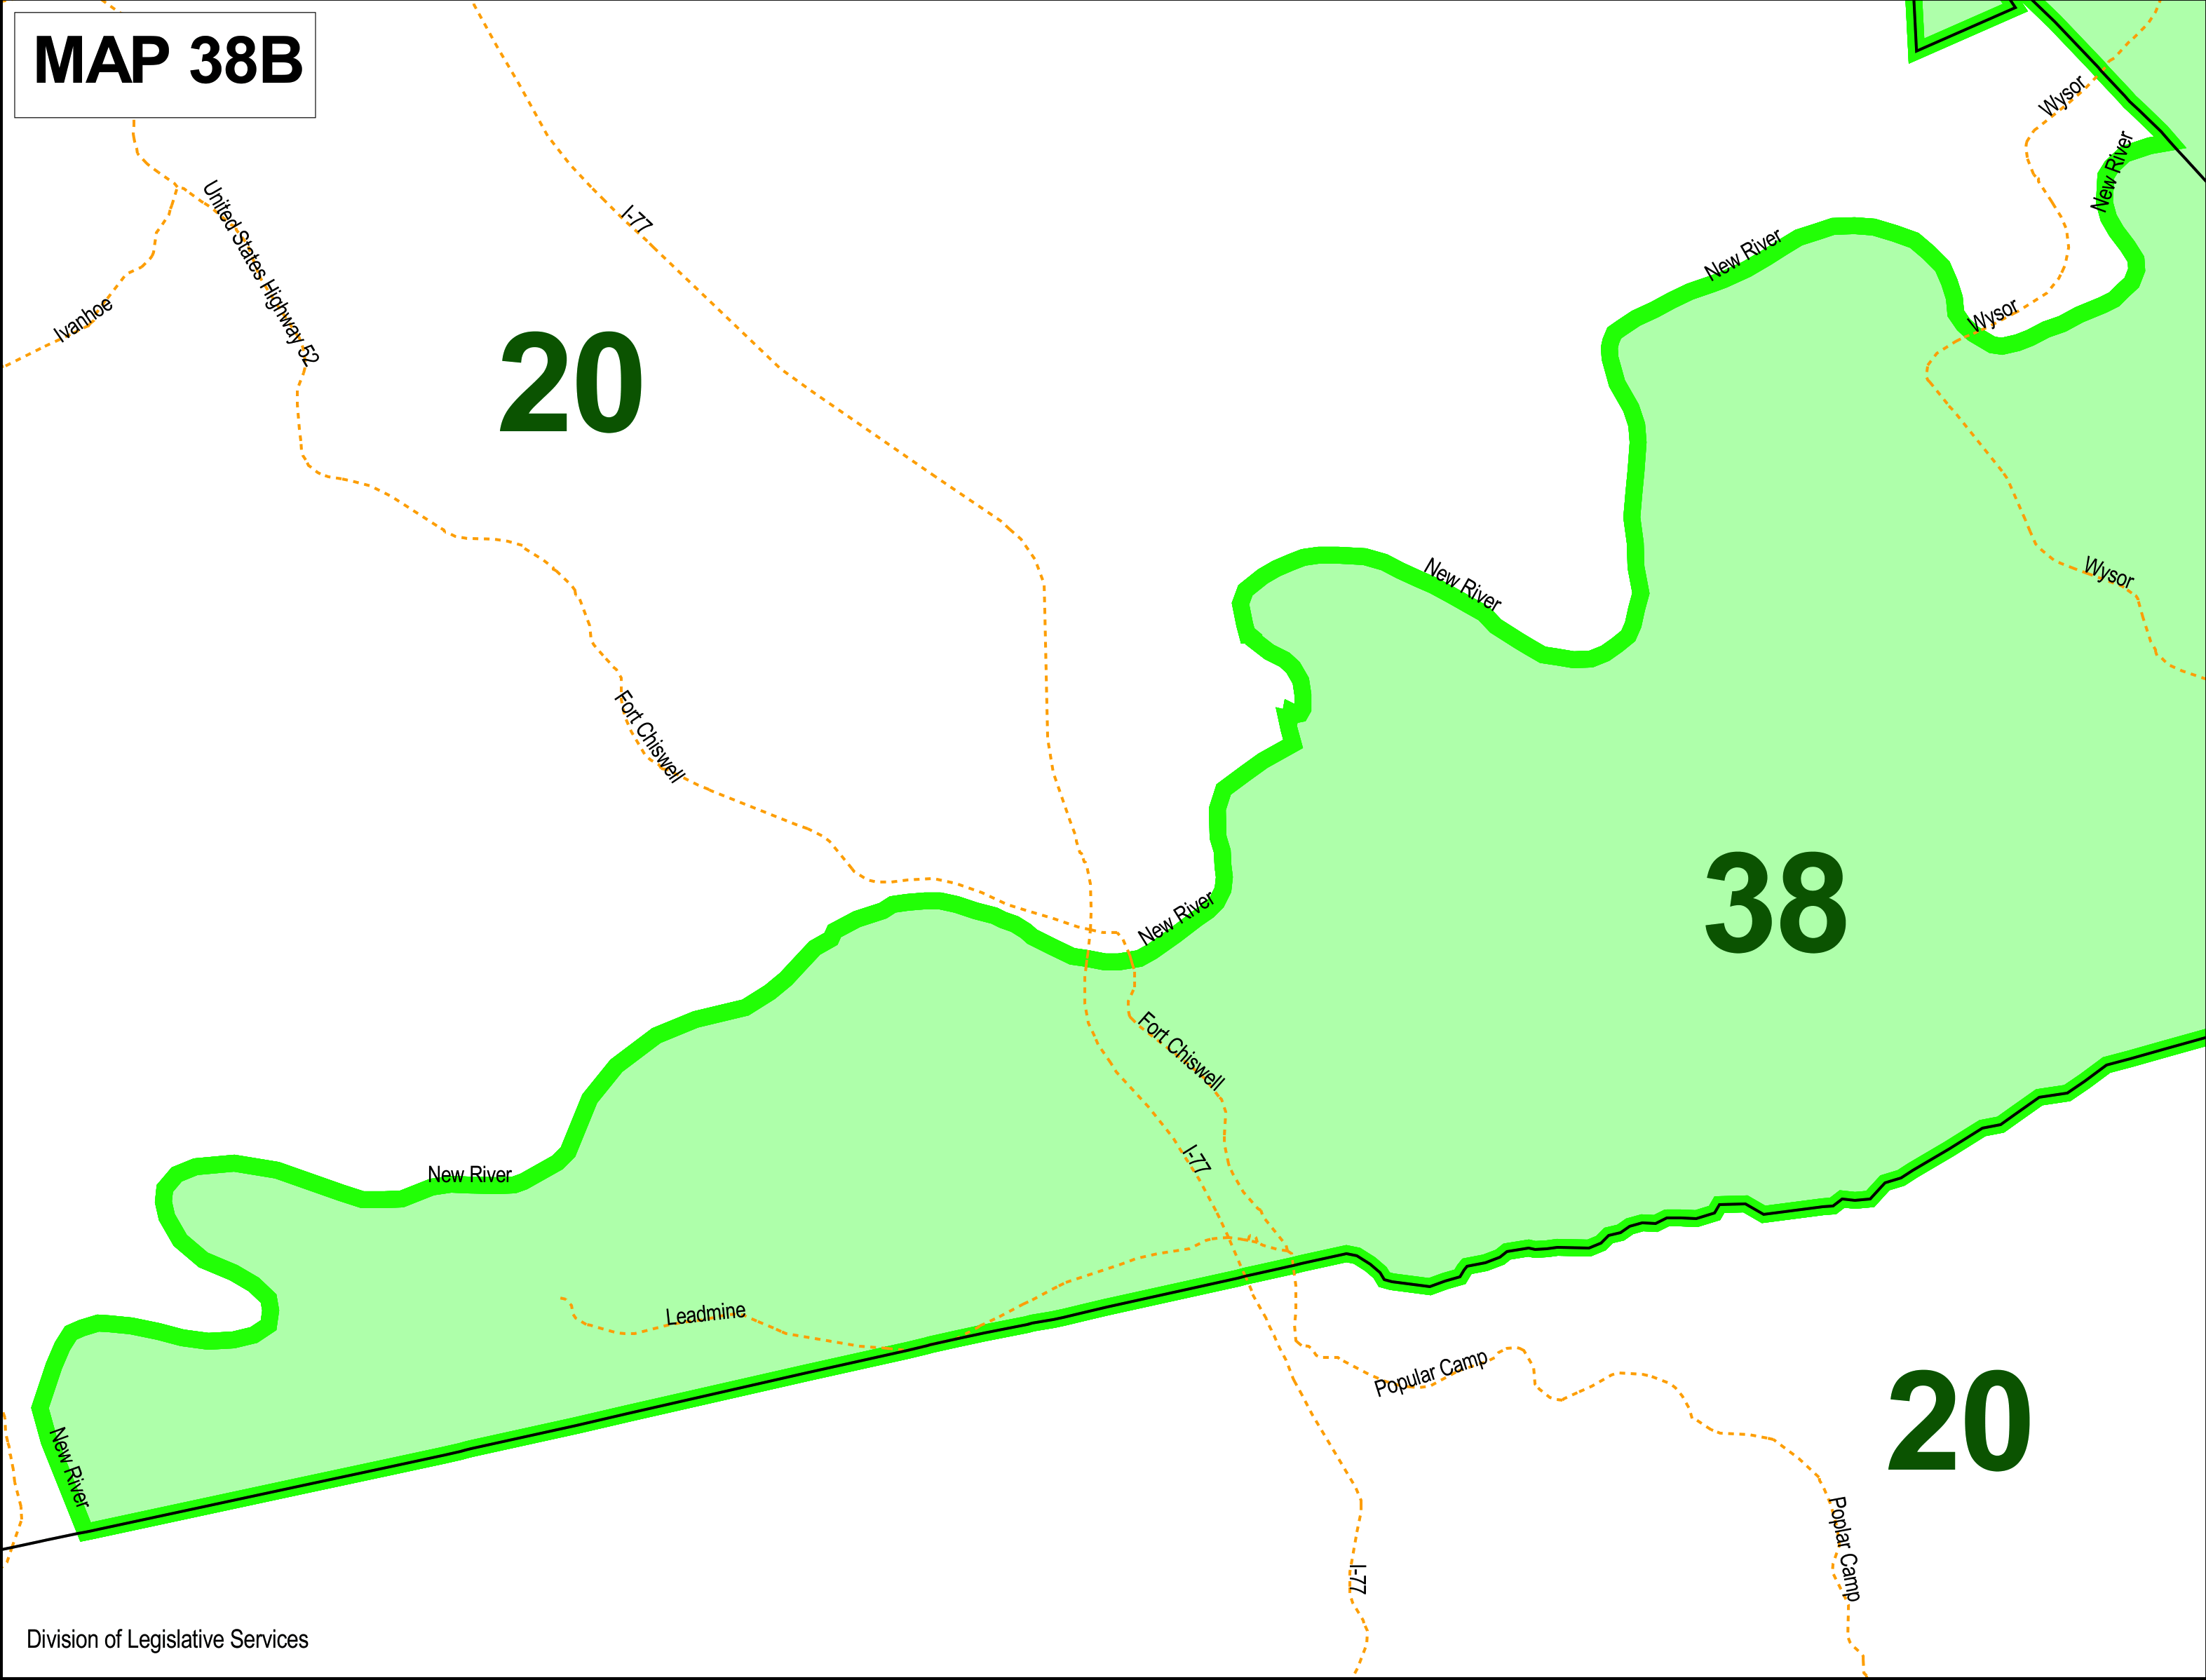 MAP 38B
Wysor
New River
United States Highway 52
I-77
New River
Ivanhoe
Wysor
20
New River
Wysor
Fort Chiswell
38
New River
Fort Chiswell
I-77
New River
Leadmine
Popular Camp
20
New River
Poplar Camp
I-77
Division of Legislative Services